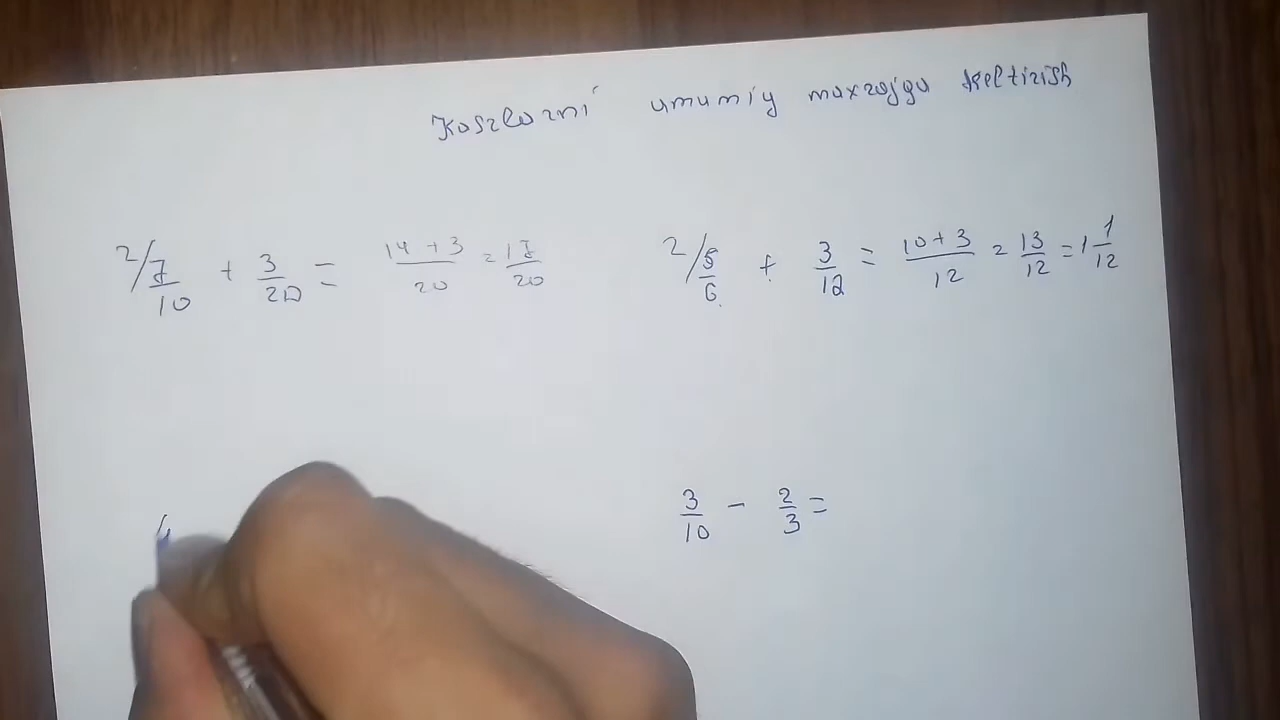 Kasrlarni umumiy maxrajga keltirish
2/ 7/10 + 3/20 = 14+3/20 = 17/20
2/ 5/6 + 3/12 = 10+3/12 = 13/12 = 1 1/12
3/10 - 2/3 =